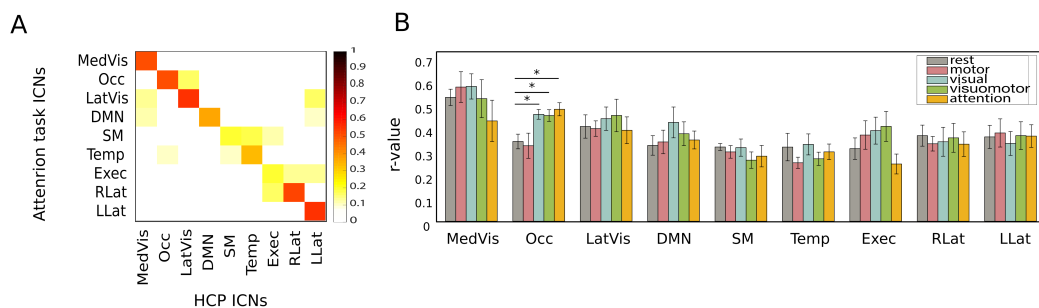 A
B
Attenrion task ICNs
MedVis
Occ
LatVis
DMN
SM
Temp
Exec
RLat
LLat
MedVis
Occ
LatVis
DMN
SM
Temp
Exec
RLat
LLat
HCP ICNs
1
0.9
0.8
0.7
0.6
0.5
0.4
0.3
0.2
0.1
0
r-value
0.7
0.6
0.5
0.4
0.3
0.2
0.1
0
*
*
*
rest
motor
visual
visuomotor
attention
MedVis Occ LatVis DMN SM Temp Exec RLat LLat